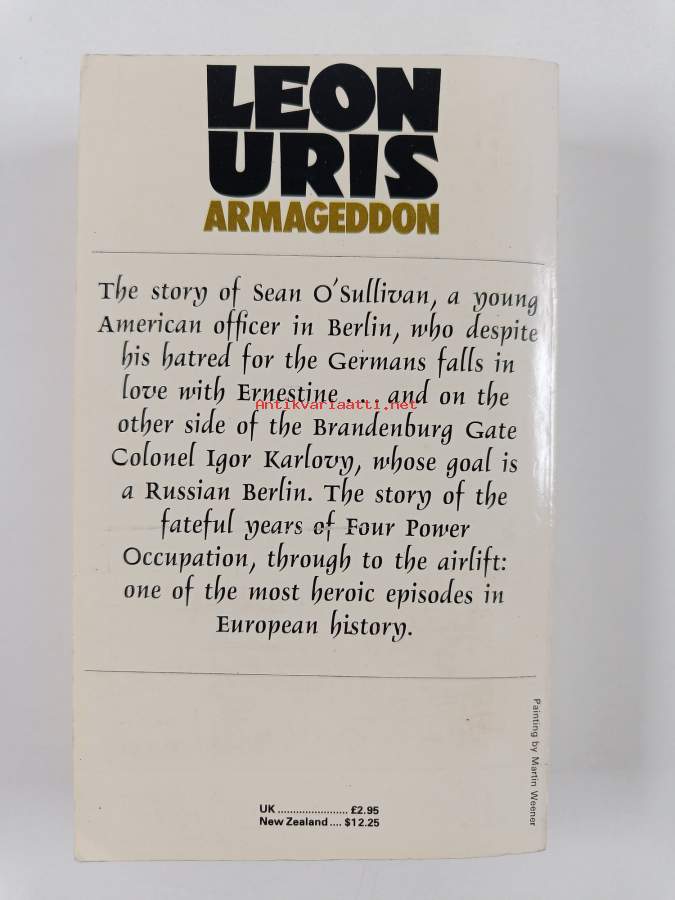 LEON
URIS
ARMAGEDDON
The story of Sean O'Sullivan, a young
American officer in Berlin, who despite
his hatred for the Germans falls in
love with Ernestine . . . and on the
Antikvariaatti.net
other side of the Brandenburg Gate
Colonel Igor Karlovy, whose goal is
a Russian Berlin. The story of the
fateful years of Four Power
Occupation, through to the airlift:
one of the most heroic episodes in
European history.
Painting by Martin Weener
UK ....................... £2.95
New Zealand .... $12.25